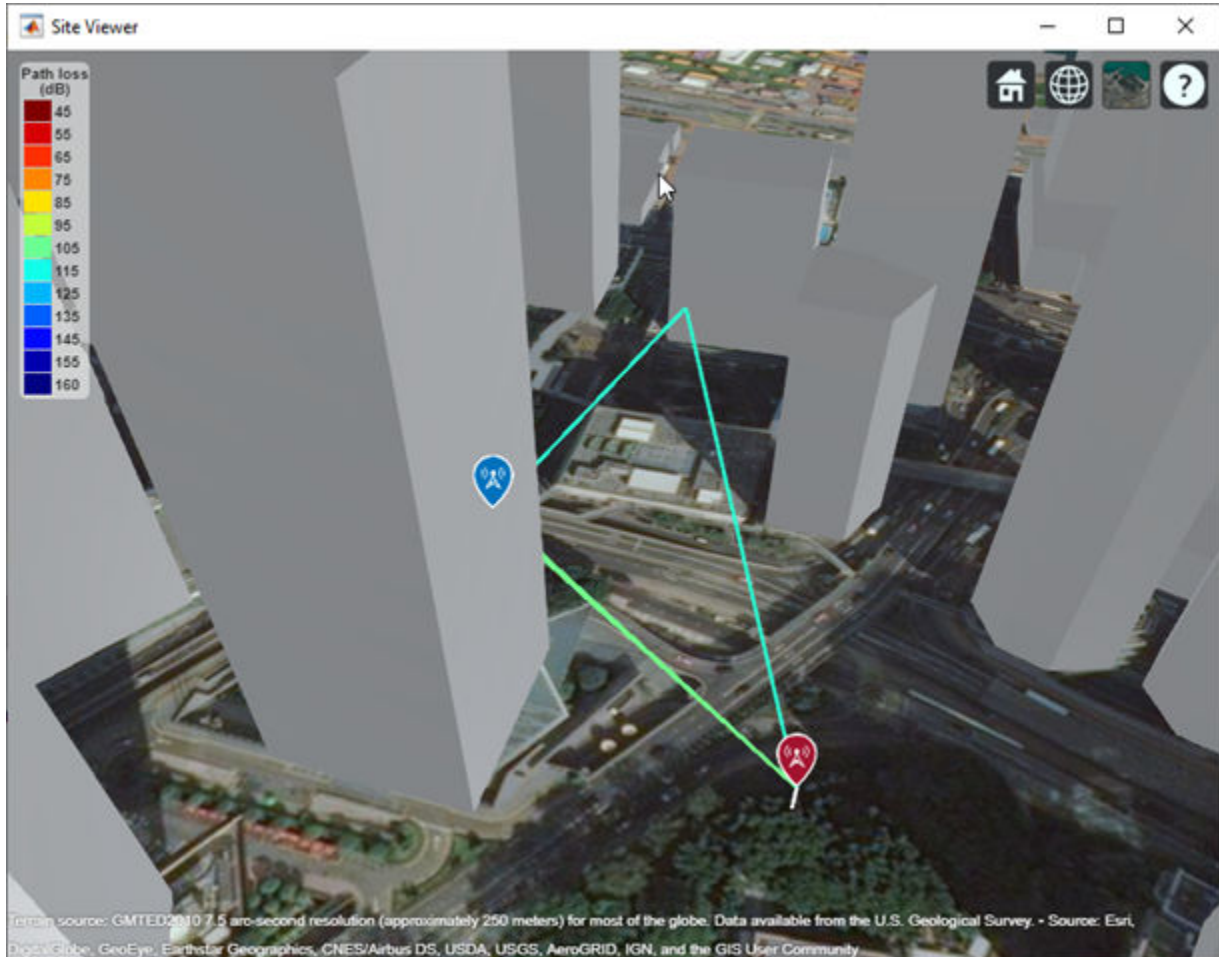 Site Viewer
Path loss
(dB)
45
55
65
75
85
95
105
115
125
135
145
155
160
?
Terrain source: GMTED2010 7.5 arc-second resolution (approximately 250 meters) for most of the globe. Data available from the U.S. Geological Survey. - Source: Esri,
DigitalGlobe, GeoEye, Earthstar Geographics, CNES/Airbus DS, USDA, USGS, AeroGRID, IGN, and the GIS User Community